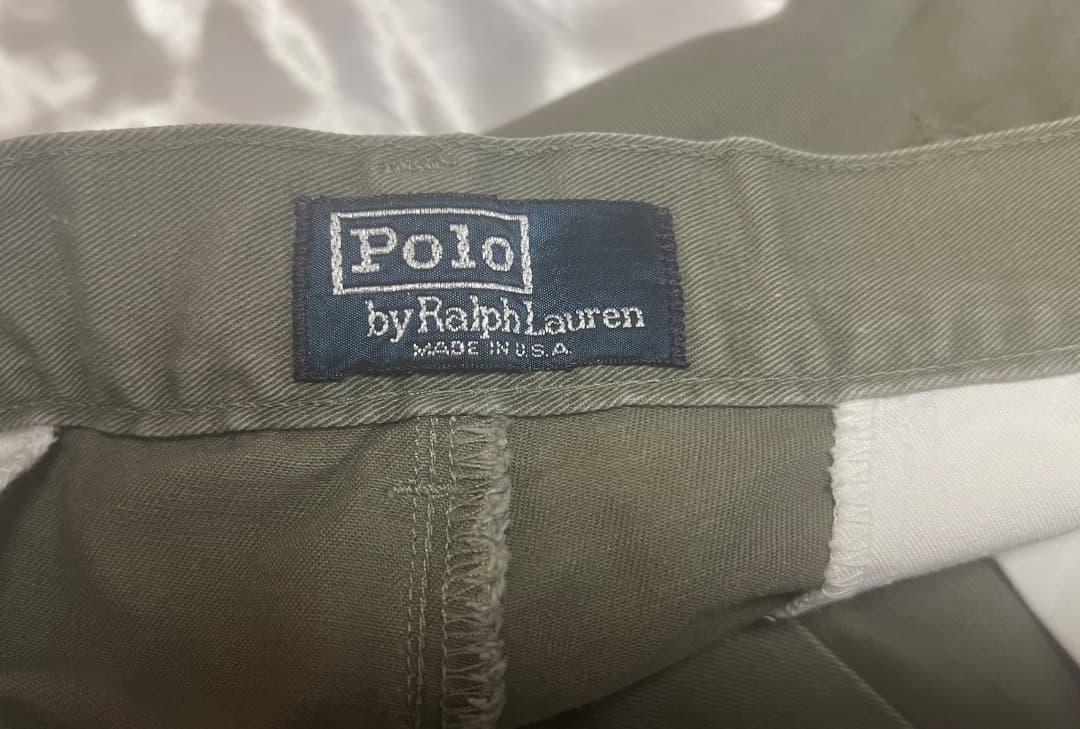 Polo
by Ralph Lauren
MADE IN U.S.A.